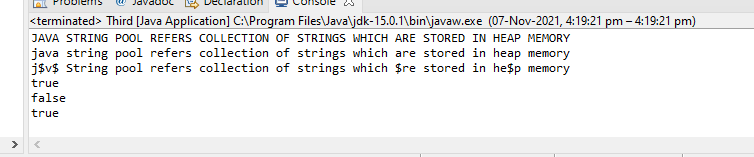 Problems @ Javadoc Declaration Console
<terminated> Third [Java Application] C:\Program Files\Java\jdk-15.0.1\bin\javaw.exe (07-Nov-2021, 4:19:21 pm – 4:19:21 pm)
JAVA STRING POOL REFERS COLLECTION OF STRINGS WHICH ARE STORED IN HEAP MEMORY
java string pool refers collection of strings which are stored in heap memory
j$v$ String pool refers collection of strings which $re stored in he$p memory
true
false
true